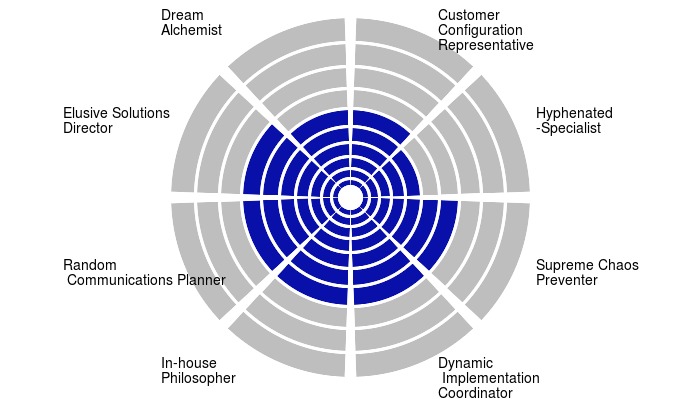 Dream
Alchemist
Customer
Configuration
Representative
Elusive Solutions
Director
Hyphenated
-Specialist
Random
Communications Planner
Supreme Chaos
Preventer
In-house
Philosopher
Dynamic
Implementation
Coordinator